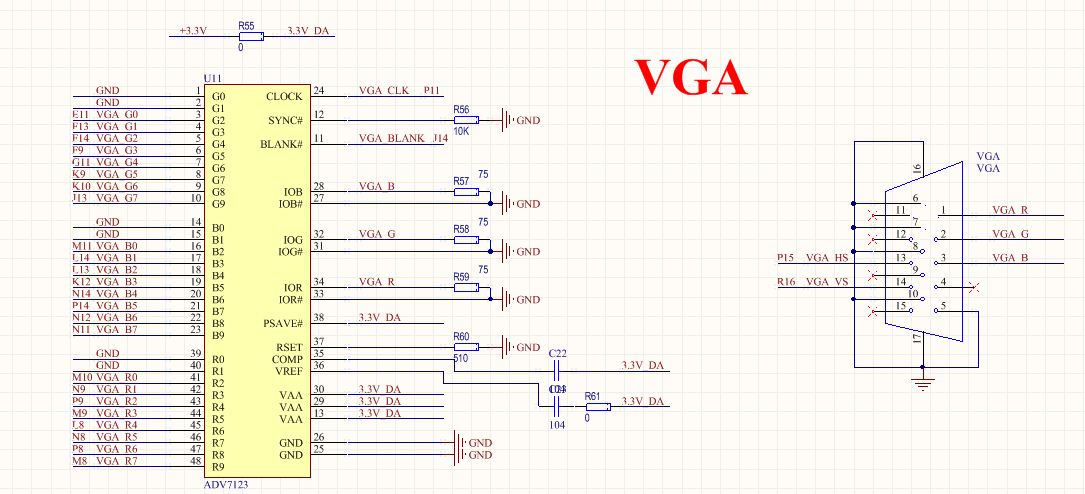 +3.3V R55 3.3V_DA
0
VGA
U11
GND 1 G0 CLOCK 24 VGA_CLK P11
GND 2 G1
E11 VGA_G0 3 G2 SYNC# 12 R56 GND
10K
F13 VGA_G1 4 G3
F14 VGA_G2 5 G4 BLANK# 11 VGA_BLANK J14
F9 VGA_G3 6 G5
G11 VGA_G4 7 G6
K9 VGA_G5 8 G7
K10 VGA_G6 9 G8 IOB 28 VGA_B R57 75
J13 VGA_G7 10 G9 IOB# 27 GND
GND 14 B0
GND 15 B1 IOG 32 VGA_G R58 75
M11 VGA_B0 16 B2 IOG# 31 GND
L14 VGA_B1 17 B3
L13 VGA_B2 18 B4
K12 VGA_B3 19 B5 IOR 34 VGA_R R59 75
N14 VGA_B4 20 B6 IOR# 33 GND
P14 VGA_B5 21 B7
N12 VGA_B6 22 B8 PSAVE# 38 3.3V_DA
N11 VGA_B7 23 B9
RSET 37 R60 GND
510
GND 39 R0 COMP 35
GND 40 R1 VREF 36 C22 3.3V_DA
M10 VGA_R0 41 R2
N9 VGA_R1 42 R3 VAA 30 3.3V_DA
P9 VGA_R2 43 R4 VAA 29 3.3V_DA R61 3.3V_DA
0
M9 VGA_R3 44 R5 VAA 13 3.3V_DA
104
L8 VGA_R4 45 R6
N8 VGA_R5 46 R7 GND 26 GND
P8 VGA_R6 47 R8 GND 25 GND
M8 VGA_R7 48 R9
ADV7123
VGA
VGA
16
6
11 1 VGA_R
7
12 2 VGA_G
8
P15 VGA_HS 13 3 VGA_B
9
R16 VGA_VS 14 4
10
15 5
17